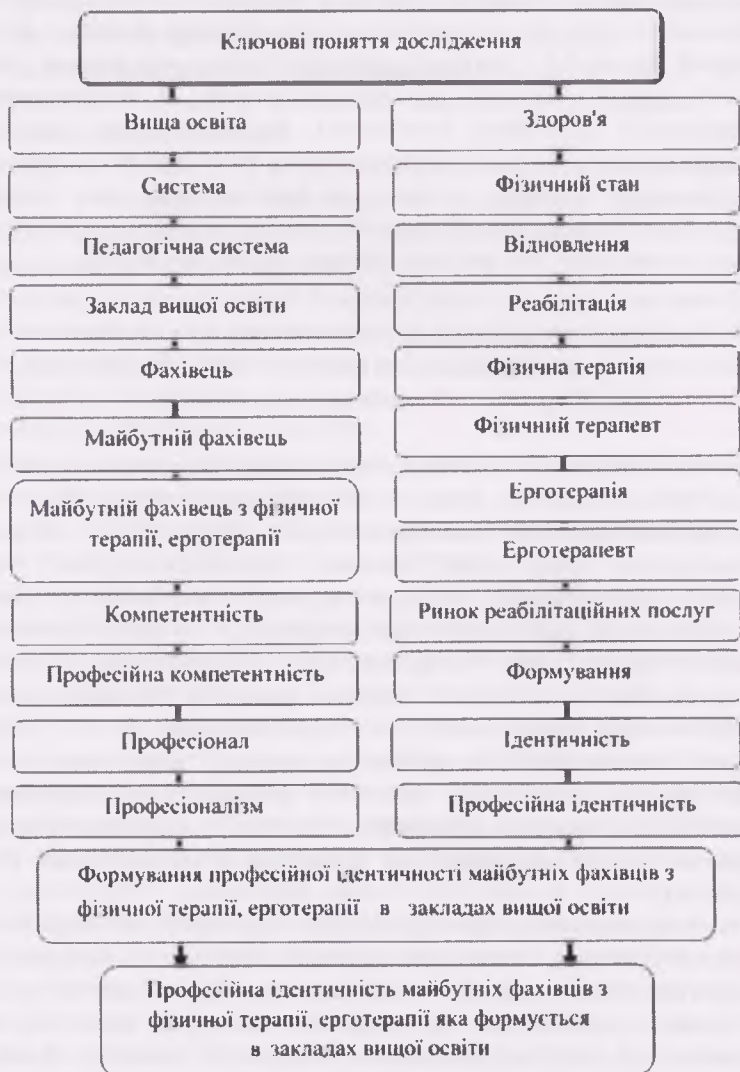 Ключові поняття дослідження
Вища освіта
Система
Педагогічна система
Заклад вищої освіти
Фахівець
Майбутній фахівець
Майбутній фахівець з фізичної
терапії, ерготерапії
Компетентність
Професійна компетентність
Професіонал
Професіоналізм
Здоров'я
Фізичний стан
Відновлення
Реабілітація
Фізична терапія
Фізичний терапевт
Ерготерапія
Ерготерапевт
Ринок реабілітаційних послуг
Формування
Ідентичність
Професійна ідентичність
Формування професійної ідентичності майбутніх фахівців з
фізичної терапії, ерготерапії в закладах вищої освіти
Професійна ідентичність майбутніх фахівців з
фізичної терапії, ерготерапії яка формується
в закладах вищої освіти